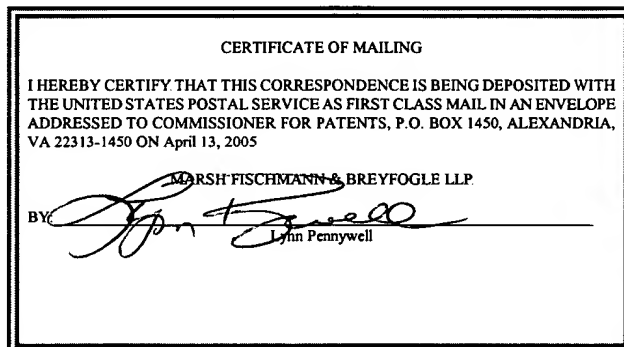 CERTIFICATE OF MAILING
I HEREBY CERTIFY THAT THIS CORRESPONDENCE IS BEING DEPOSITED WITH
THE UNITED STATES POSTAL SERVICE AS FIRST CLASS MAIL IN AN ENVELOPE
ADDRESSED TO COMMISSIONER FOR PATENTS, P.O. BOX 1450, ALEXANDRIA,
VA 22313-1450 ON April 13, 2005
MARSH FISCHMANN & BREYFOGLE LLP
BY:
Lynn Pennywell